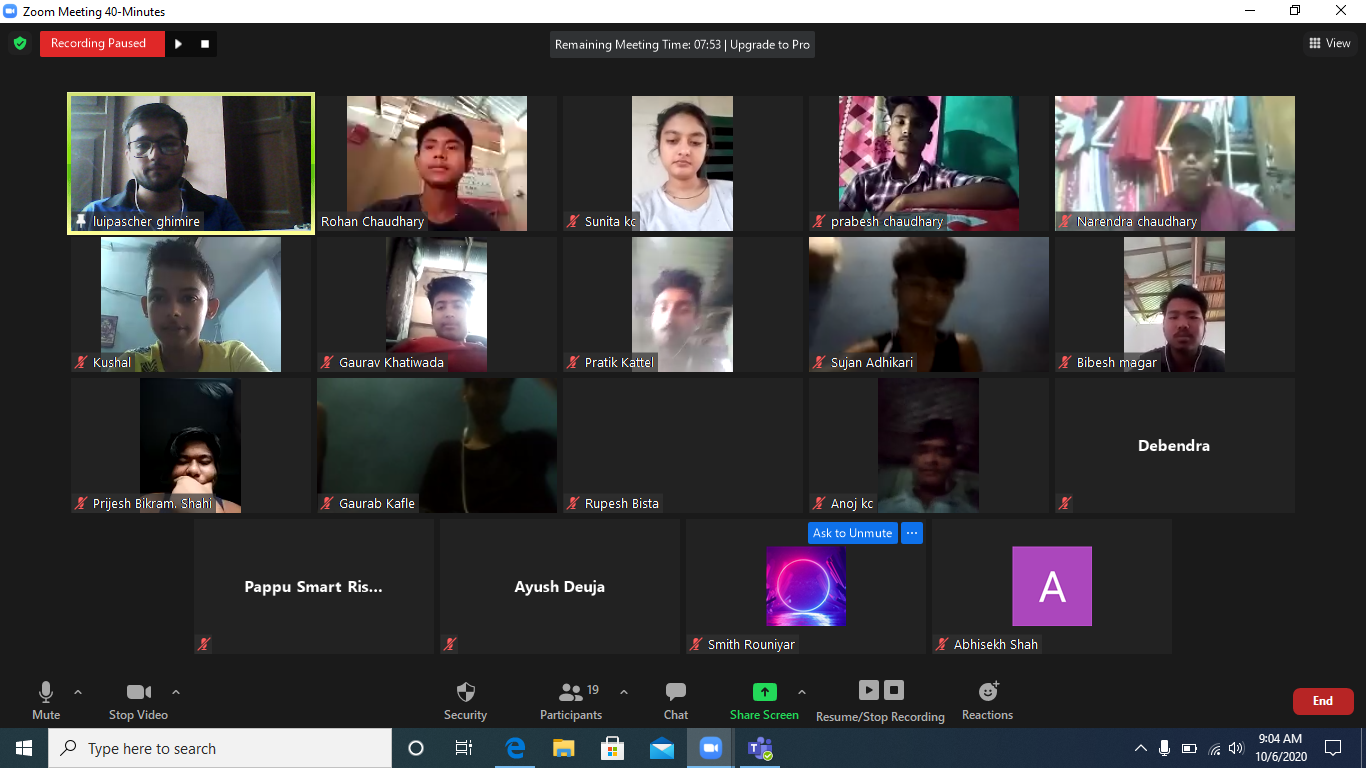 Zoom Meeting 40-Minutes
Recording Paused
Remaining Meeting Time: 07:53 | Upgrade to Pro
View
luipascher ghimire
Rohan Chaudhary
Sunita kc
prabesh chaudhary
Narendra chaudhary
Kushal
Gaurav Khatiwada
Pratik Kattel
Sujan Adhikari
Bibesh magar
Prijesh Bikram. Shahi
Gaurab Kafle
Rupesh Bista
Anoj kc
Debendra
Pappu Smart Ris...
Ayush Deuja
Ask to Unmute ...
Smith Rouniyar
A
Abhisekh Shah
Mute
Stop Video
Security
Participants 19
Chat
Share Screen
Resume/Stop Recording
Reactions
End
Type here to search
9:04 AM
10/6/2020